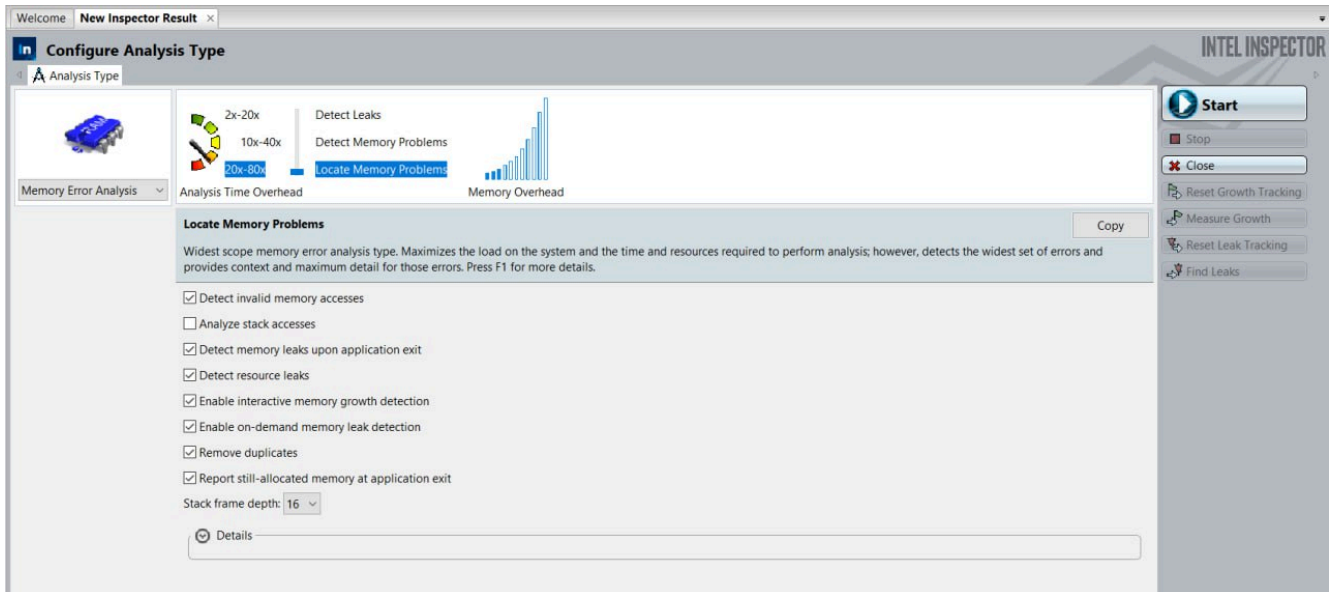 Welcome
New Inspector Result ×
In
Configure Analysis Type
INTEL INSPECTOR
Analysis Type
2x-20x
10x-40x
20x-80x
Analysis Time Overhead
Detect Leaks
Detect Memory Problems
Locate Memory Problems
Memory Overhead
Memory Error Analysis
Locate Memory Problems
Copy
Widest scope memory error analysis type. Maximizes the load on the system and the time and resources required to perform analysis; however, detects the widest set of errors and
provides context and maximum detail for those errors. Press F1 for more details.
Detect invalid memory accesses
Analyze stack accesses
Detect memory leaks upon application exit
Detect resource leaks
Enable interactive memory growth detection
Enable on-demand memory leak detection
Remove duplicates
Report still-allocated memory at application exit
Stack frame depth: 16
Details
Start
Stop
Close
Reset Growth Tracking
Measure Growth
Reset Leak Tracking
Find Leaks